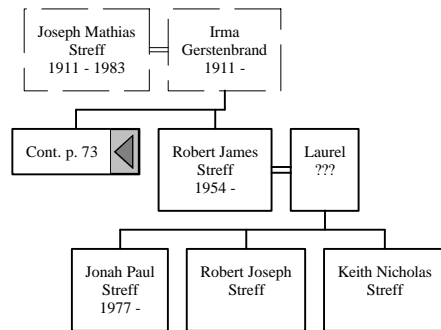 Joseph Mathias
Streff
1911 - 1983
Irma
Gerstenbrand
1911 -
Cont. p. 73
Robert James
Streff
1954 -
Laurel
???
Jonah Paul
Streff
1977 -
Robert Joseph
Streff
Keith Nicholas
Streff